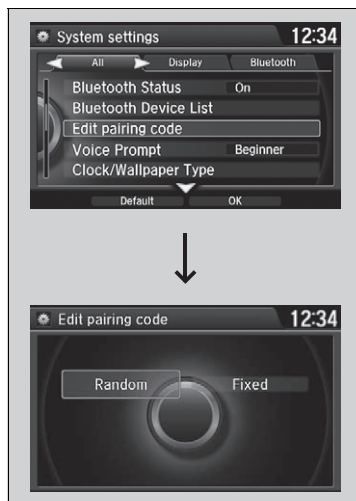 System settings 12:34
All Display Bluetooth
Bluetooth Status On
Bluetooth Device List
Edit pairing code
Voice Prompt Beginner
Clock/Wallpaper Type
Default OK
Edit pairing code 12:34
Random Fixed